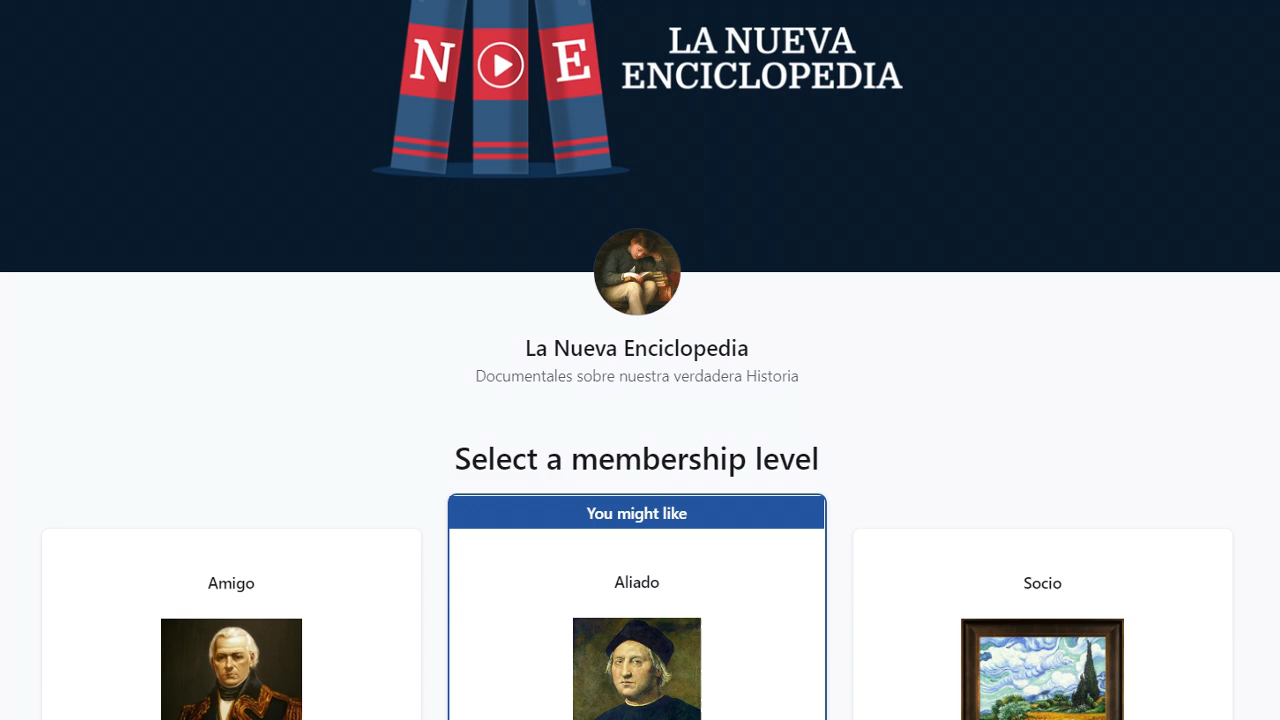 N E
LA NUEVA
ENCICLOPEDIA
La Nueva Enciclopedia
Documentales sobre nuestra verdadera Historia
Select a membership level
You might like
Amigo
Aliado
Socio